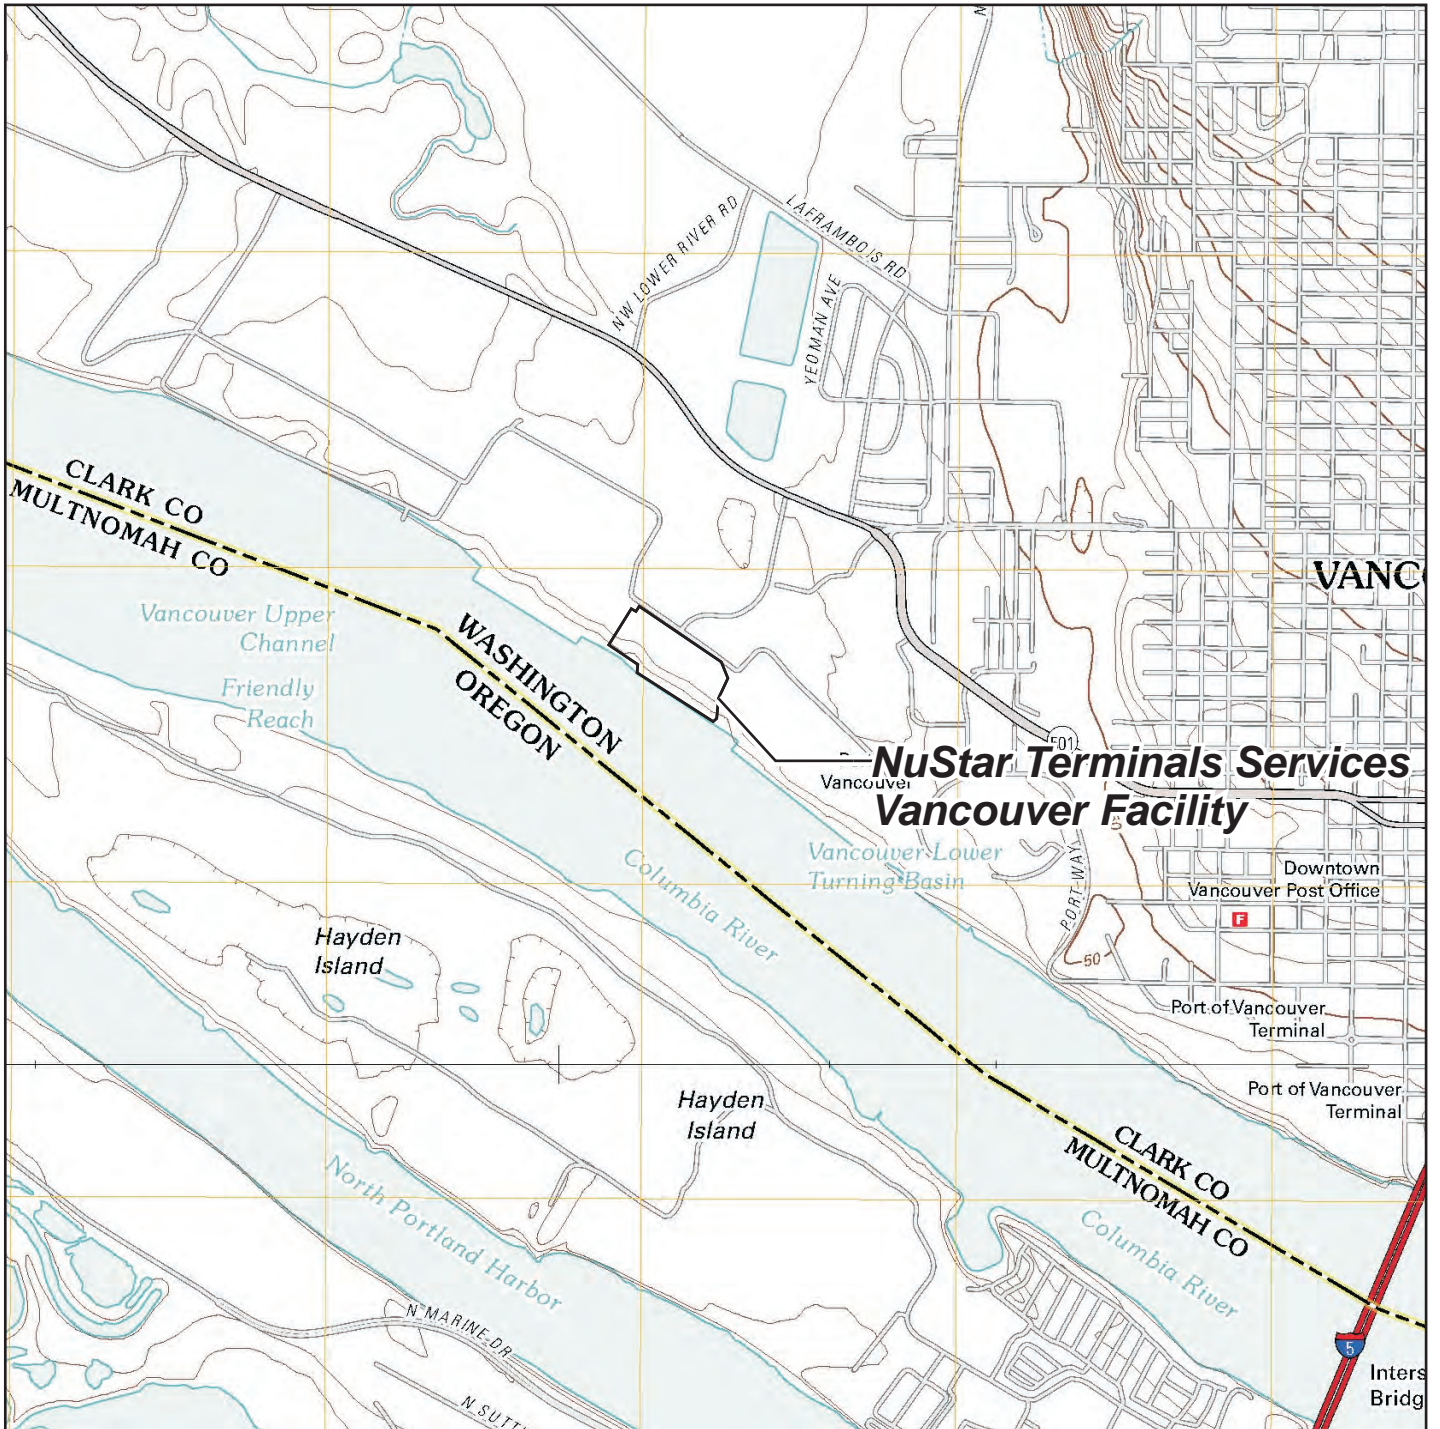 N
NW LOWER RIVER RD
LAFRAMBOIS RD
YEOMAN AVE
CLARK CO
MULTNOMAH CO
VANC
Vancouver Upper
Channel
Friendly
Reach
WASHINGTON
OREGON
501
NuStar Terminals Services
Vancouver Facility
Vancouver
Vancouver Lower
Turning Basin
Columbia River
PORT WAY
Downtown
Vancouver Post Office
F
50
Hayden
Island
Port of Vancouver
Terminal
Port of Vancouver
Terminal
Hayden
Island
CLARK CO
MULTNOMAH CO
Columbia River
North Portland Harbor
N MARINE DR
5
Inters
Bridg